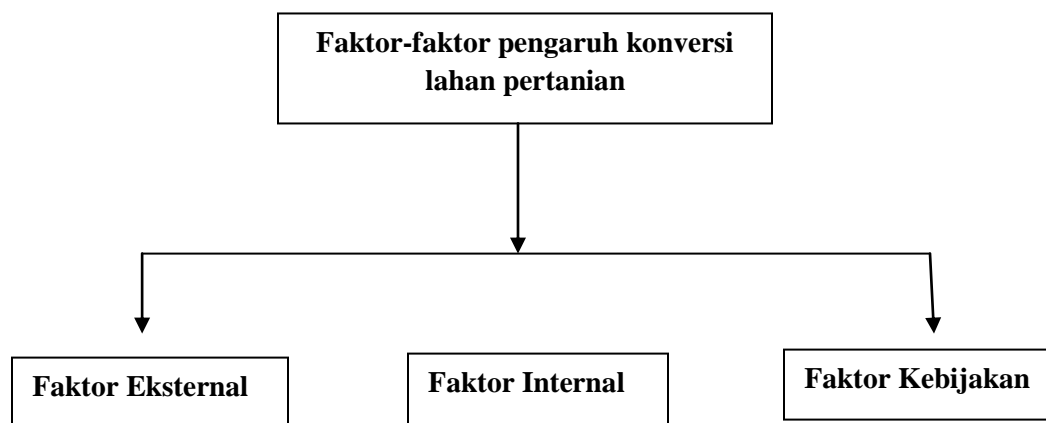 Faktor-faktor pengaruh konversi
lahan pertanian
Faktor Eksternal
Faktor Internal
Faktor Kebijakan